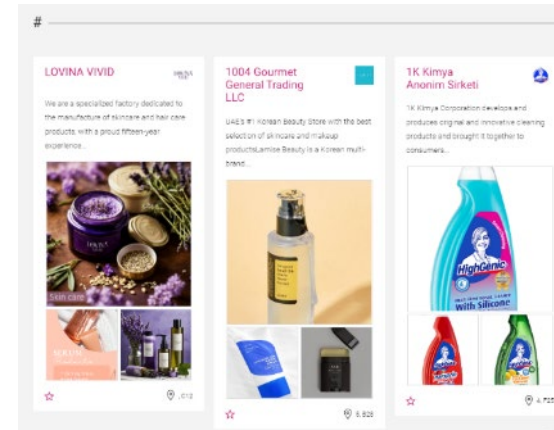 #
LOVINA VIVID
We are a specialized factory dedicated to
the manufacture of skincare and hair care
products, with a proud fifteen-year
experience...
LOVINA
Skin care
SERUM
1004 Gourmet
General Trading
LLC
UAE's #1 Korean Beauty Store with the best
selection of skincare and makeup
productsLamise Beauty is a Korean multi-
brand...
1K Kimya
Anonim Sirketi
1K Kimya Corporation develops and
produces original and innovative cleaning
products and brought it together to
consumers...
HighGenic
With Silicone